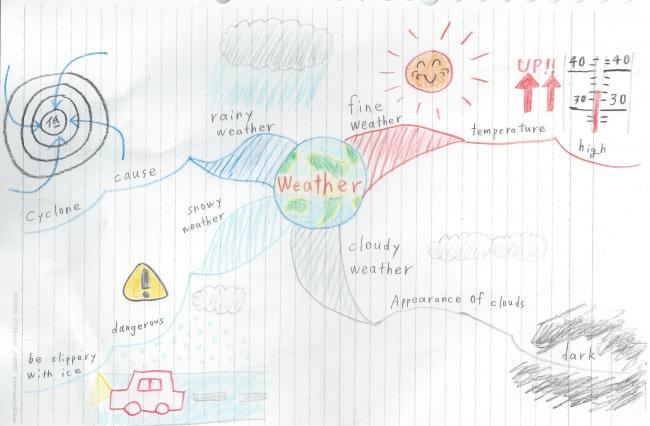 Weather
fine
weather
temperature
high
UP!!
40
40
30
30
cloudy
weather
Appearance of clouds
dark
snowy
weather
dangerous
be slippery
with ice
rainy
weather
cause
Cyclone